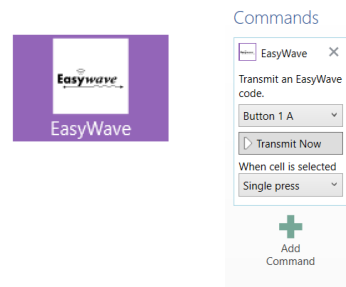 Easywave
EasyWave
Commands
EasyWave
Transmit an EasyWave
code.
Button 1 A
Transmit Now
When cell is selected
Single press
Add
Command